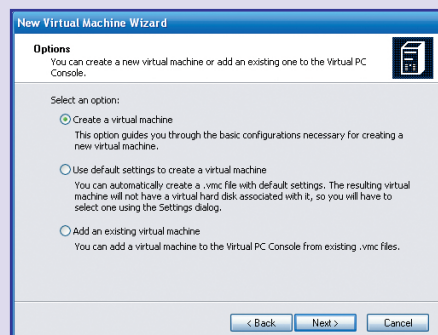 New Virtual Machine Wizard
Options
You can create a new virtual machine or add an existing one to the Virtual PC
Console.
Select an option:
Create a virtual machine
This option guides you through the basic configurations necessary for creating a
new virtual machine.
Use default settings to create a virtual machine
You can automatically create a .vmc file with default settings. The resulting virtual
machine will not have a virtual hard disk associated with it, so you will have to
select one using the Settings dialog.
Add an existing virtual machine
You can add a virtual machine to the Virtual PC Console from existing .vmc files.
< Back
Next >
Cancel